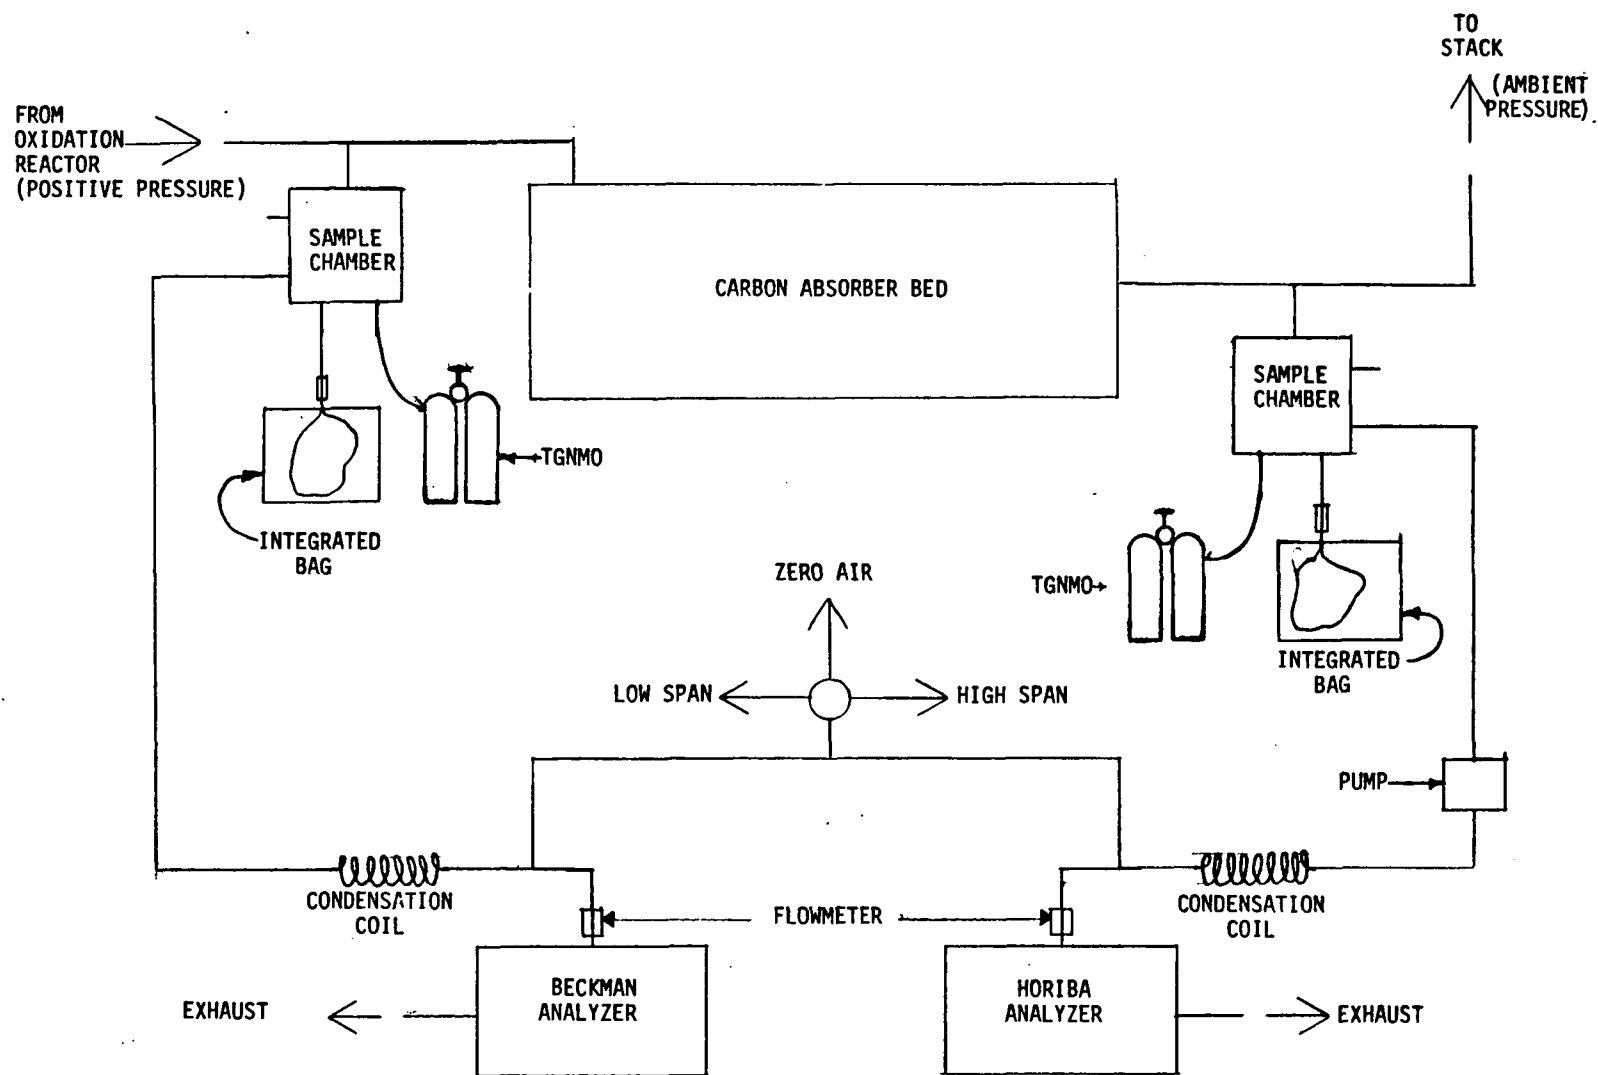 TO
STACK
(AMBIENT
PRESSURE)
FROM
OXIDATION
REACTOR
(POSITIVE PRESSURE)
SAMPLE
CHAMBER
CARBON ABSORBER BED
SAMPLE
CHAMBER
TGNMO
INTEGRATED
BAG
ZERO AIR
TGNMO
LOW SPAN
HIGH SPAN
INTEGRATED
BAG
PUMP
CONDENSATION
COIL
FLOWMETER
CONDENSATION
COIL
BECKMAN
ANALYZER
HORIBA
ANALYZER
EXHAUST
EXHAUST